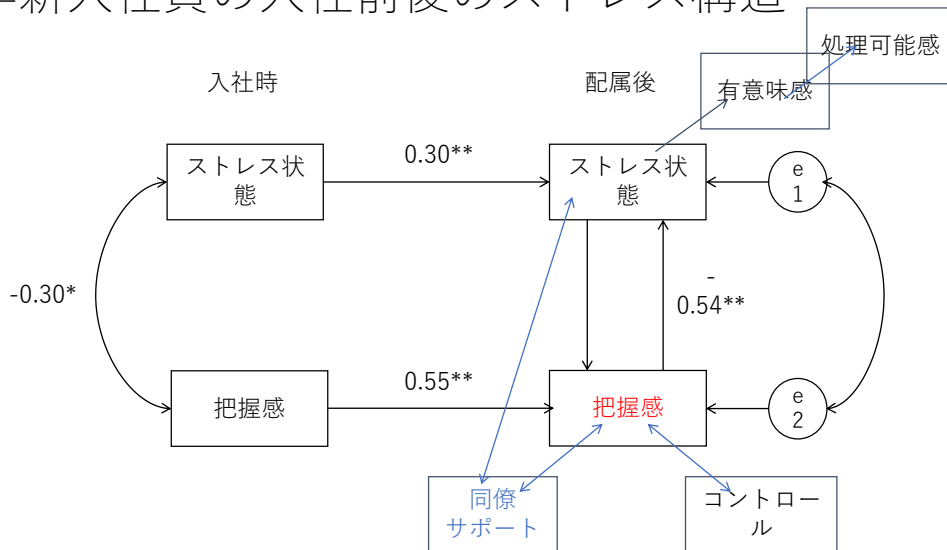 新入社員の入社前後のストレス構造
処理可能感
入社時
配属後
有意味感
0.30**
ストレス状
態
ストレス状
態
e
1
-0.30*
-
0.54**
0.55**
把握感
把握感
e
2
同僚
サポート
コントロー
ル